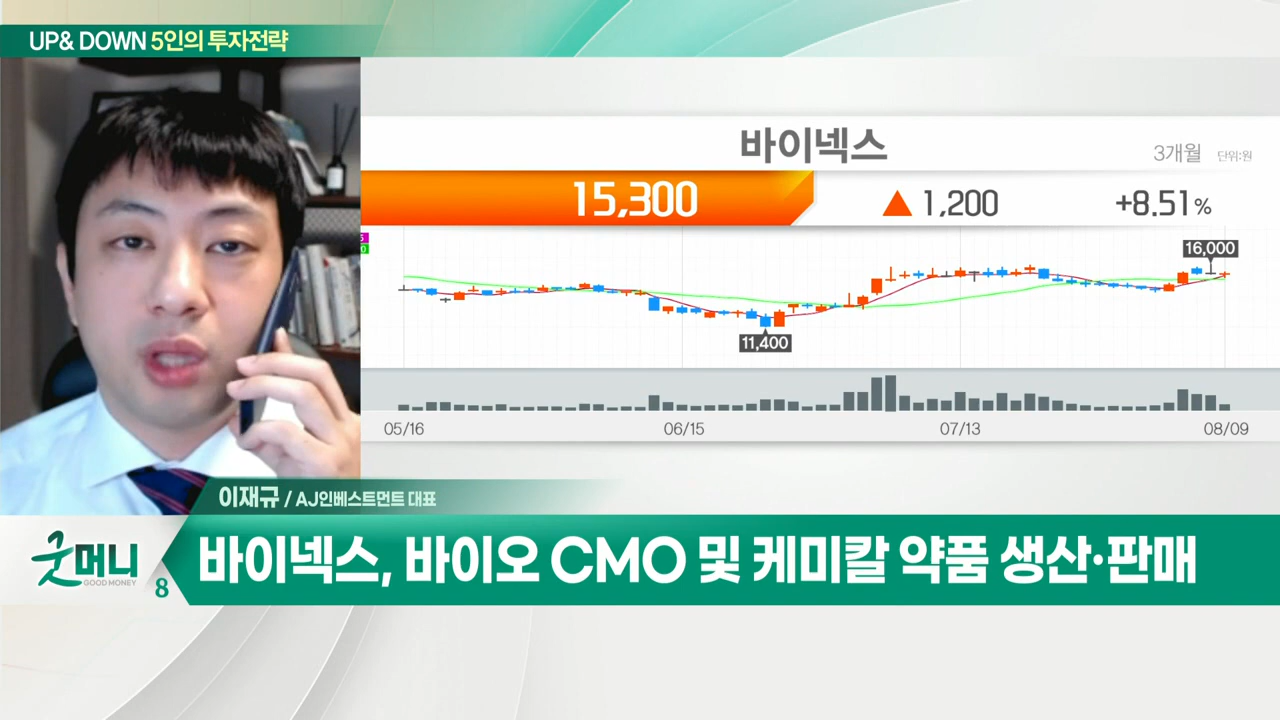 UP& DOWN 5인의 투자전략
바이넥스
3개월 단위:원
15,300 ▲ 1,200 +8.51%
16,000
11,400
05/16 06/15 07/13 08/09
이재규 / AJ인베스트먼트 대표
굿머니
GOOD MONEY
8
바이넥스, 바이오 CMO 및 케미칼 약품 생산·판매